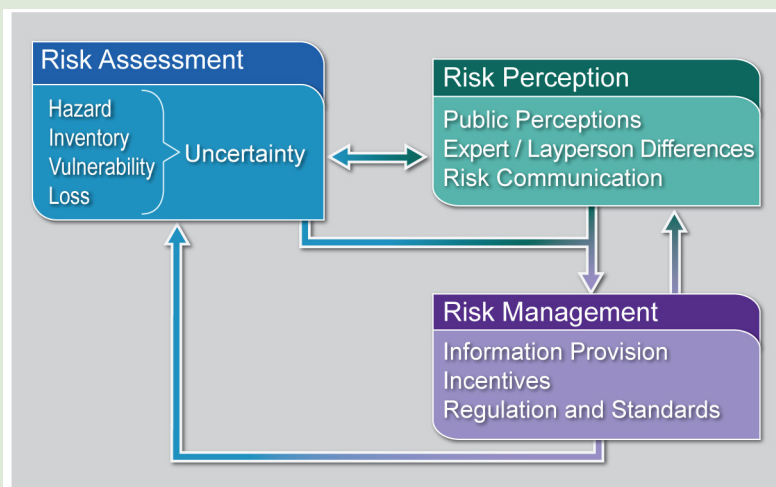 Risk Assessment
Hazard
Inventory
Vulnerability
Loss
Uncertainty
Risk Perception
Public Perceptions
Expert / Layperson Differences
Risk Communication
Risk Management
Information Provision
Incentives
Regulation and Standards